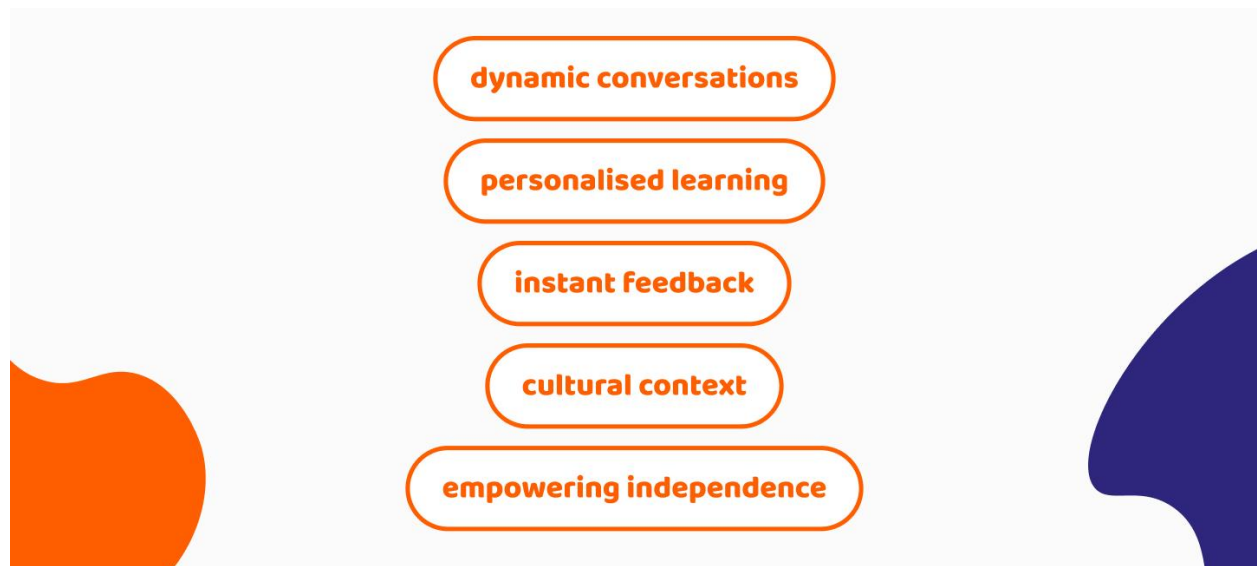 dynamic conversations
personalised learning
instant feedback
cultural context
empowering independence